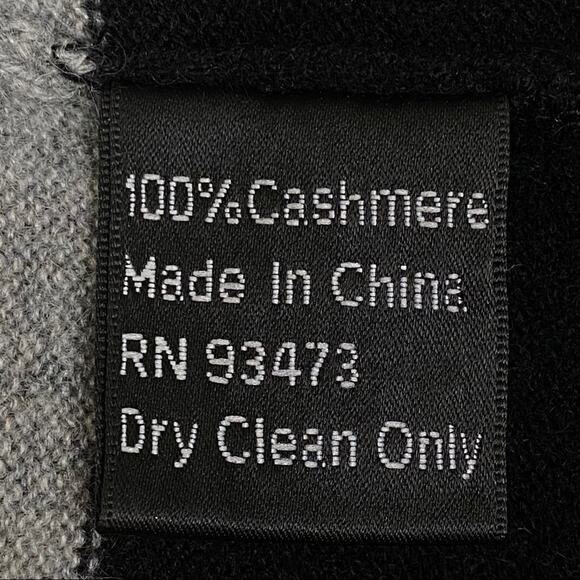 100% Cashmere
Made In China
RN 93473
Dry Clean Only